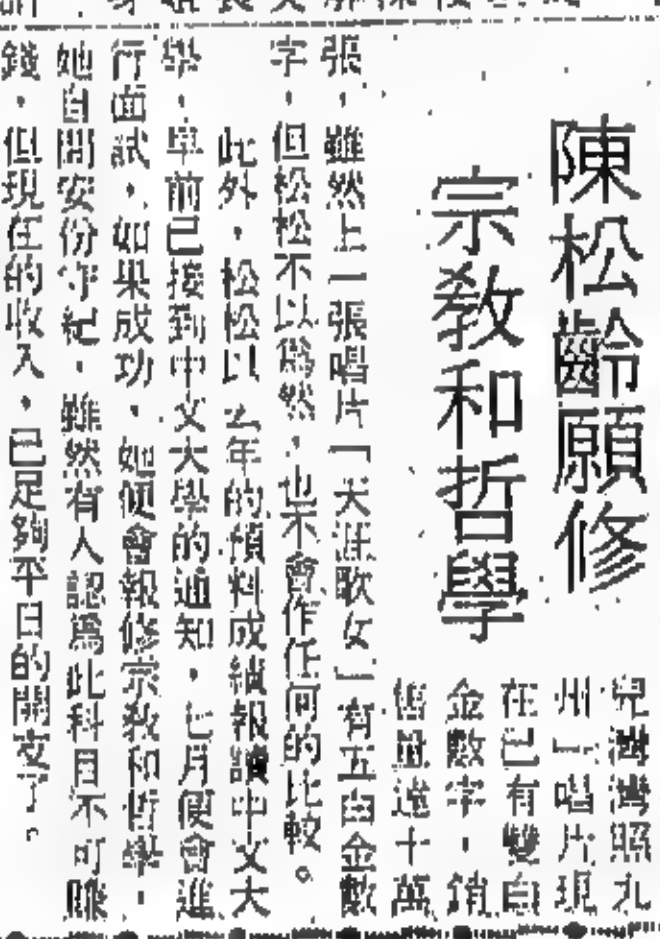 陳松齡願修
宗敎和哲學
兒灣灣照九
州」唱片現
在已有雙白
金數字，銷
售量達十萬
張，雖然上一張唱片「天涯歌女」有五白金數
字，但松松不以爲然，也不會作任何的比較。
此外，松松以去年的預料成績報讀中文大
學，早前已接到中文大學的通知，七月便會進
行面試，如果成功，她便會報修宗敎和哲學，
她自問安份守紀，雖然有人認爲此科目不可賺
錢，但現在的收入，已足夠平日的開支了。